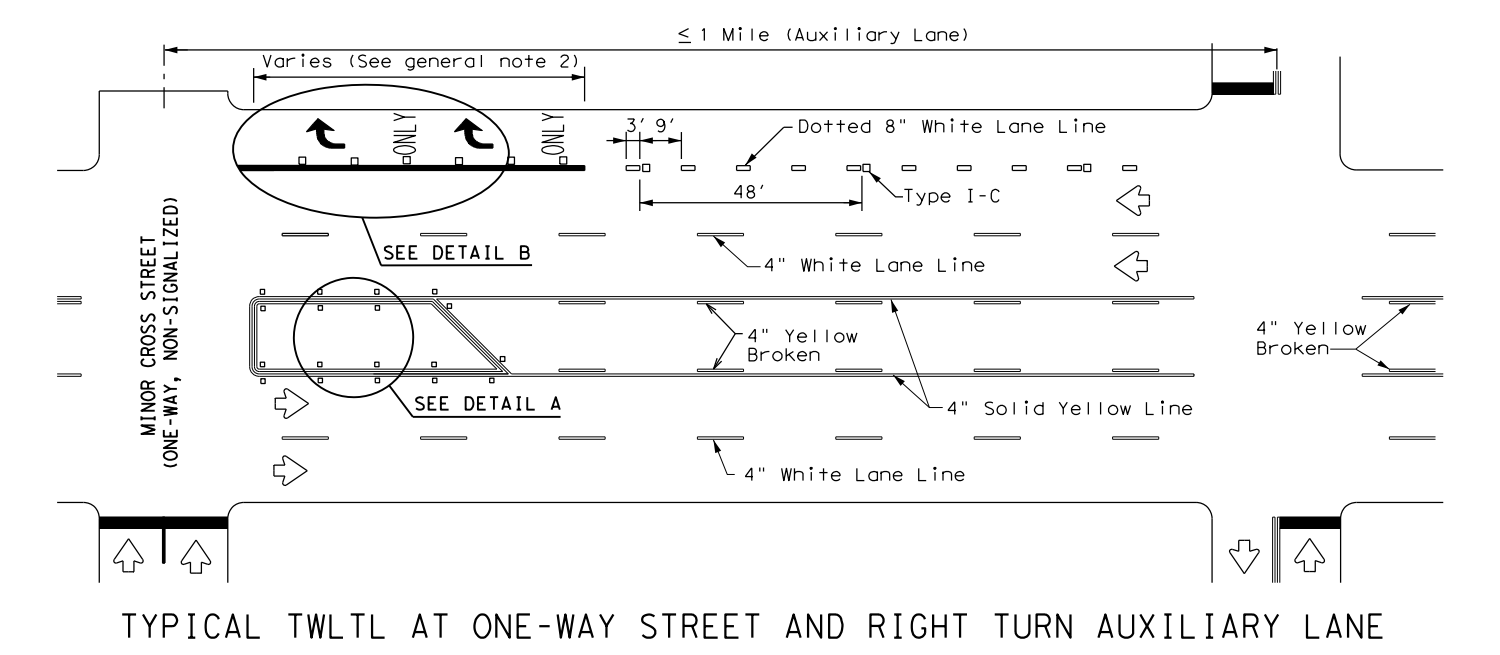 ≤ 1 Mile (Auxiliary Lane)
Varies (See general note 2)
ONLY
ONLY
3' 9'
Dotted 8" White Lane Line
48'
Type I-C
SEE DETAIL B
4" White Lane Line
MINOR CROSS STREET
(ONE-WAY, NON-SIGNALIZED)
4" Yellow
Broken
4" Yellow
Broken
SEE DETAIL A
4" Solid Yellow Line
4" White Lane Line
TYPICAL TWLTL AT ONE-WAY STREET AND RIGHT TURN AUXILIARY LANE